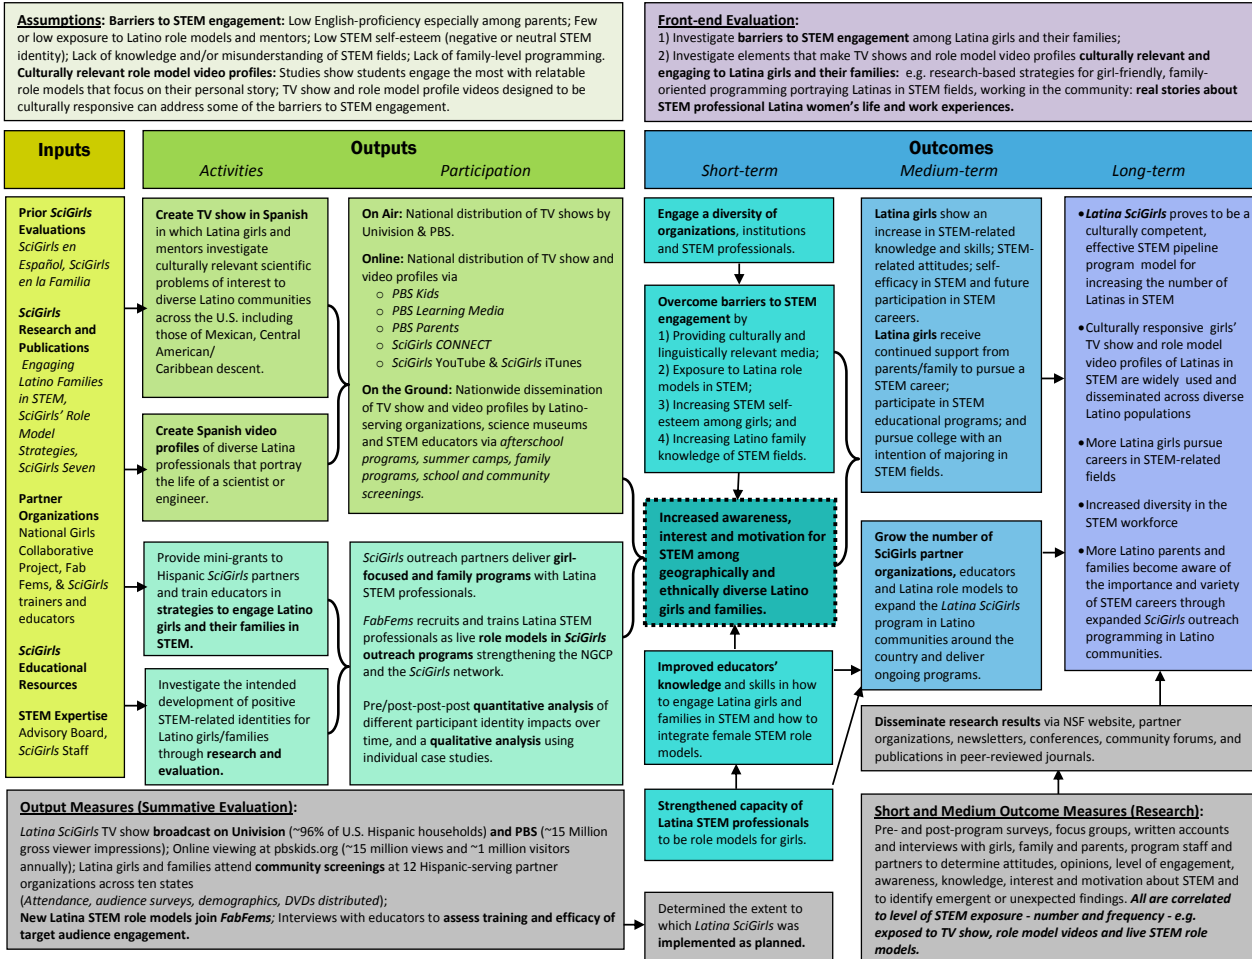 Assumptions: Barriers to STEM engagement: Low English-proficiency especially among parents; Few
or low exposure to Latino role models and mentors; Low STEM self-esteem (negative or neutral STEM
identity); Lack of knowledge and/or misunderstanding of STEM fields; Lack of family-level programming.
Culturally relevant role model video profiles: Studies show students engage the most with relatable
role models that focus on their personal story; TV show and role model profile videos designed to be
culturally responsive can address some of the barriers to STEM engagement.
Front-end Evaluation:
1) Investigate barriers to STEM engagement among Latina girls and their families;
2) Investigate elements that make TV shows and role model video profiles culturally relevant and
engaging to Latina girls and their families: e.g. research-based strategies for girl-friendly, family-
oriented programming portraying Latinas in STEM fields, working in the community: real stories about
STEM professional Latina women's life and work experiences.
Inputs
Outputs
Activities
Participation
Outcomes
Short-term
Medium-term
Long-term
Prior SciGirls
Evaluations
SciGirls en
Español, SciGirls
en la Familia
SciGirls
Research and
Publications
Engaging
Latino Families
in STEM,
SciGirls' Role
Model
Strategies,
SciGirls Seven
Partner
Organizations
National Girls
Collaborative
Project, Fab
Fems, & SciGirls
trainers and
educators
SciGirls
Educational
Resources
STEM Expertise
Advisory Board,
SciGirls Staff
Create TV show in Spanish
in which Latina girls and
mentors investigate
culturally relevant scientific
problems of interest to
diverse Latino communities
across the U.S. including
those of Mexican, Central
American/
Caribbean descent.
Create Spanish video
profiles of diverse Latina
professionals that portray
the life of a scientist or
engineer.
Provide mini-grants to
Hispanic SciGirls partners
and train educators in
strategies to engage Latino
girls and their families in
STEM.
Investigate the intended
development of positive
STEM-related identities for
Latino girls/families
through research and
evaluation.
On Air: National distribution of TV shows by
Univision & PBS.
Online: National distribution of TV show and
video profiles via
o PBS Kids
o PBS Learning Media
o PBS Parents
o SciGirls CONNECT
o SciGirls YouTube & SciGirls iTunes
On the Ground: Nationwide dissemination
of TV show and video profiles by Latino-
serving organizations, science museums
and STEM educators via afterschool
programs, summer camps, family
programs, school and community
screenings.
SciGirls outreach partners deliver girl-
focused and family programs with Latina
STEM professionals.
FabFems recruits and trains Latina STEM
professionals as live role models in SciGirls
outreach programs strengthening the NGCP
and the SciGirls network.
Pre/post-post-post quantitative analysis of
different participant identity impacts over
time, and a qualitative analysis using
individual case studies.
Engage a diversity of
organizations, institutions
and STEM professionals.
Overcome barriers to STEM
engagement by
1) Providing culturally and
linguistically relevant media;
2) Exposure to Latina role
models in STEM;
3) Increasing STEM self-
esteem among girls; and
4) Increasing Latino family
knowledge of STEM fields.
Increased awareness,
interest and motivation for
STEM among
geographically and
ethnically diverse Latino
girls and families.
Improved educators'
knowledge and skills in how
to engage Latina girls and
families in STEM and how to
integrate female STEM role
models.
Strengthened capacity of
Latina STEM professionals
to be role models for girls.
Determined the extent to
which Latina SciGirls was
implemented as planned.
Latina girls show an
increase in STEM-related
knowledge and skills; STEM-
related attitudes; self-
efficacy in STEM and future
participation in STEM
careers.
Latina girls receive
continued support from
parents/family to pursue a
STEM career;
participate in STEM
educational programs; and
pursue college with an
intention of majoring in
STEM fields.
Grow the number of
SciGirls partner
organizations, educators
and Latina role models to
expand the Latina SciGirls
program in Latino
communities around the
country and deliver
ongoing programs.
• Latina SciGirls proves to be a
culturally competent,
effective STEM pipeline
program model for
increasing the number of
Latinas in STEM
• Culturally responsive girls'
TV show and role model
video profiles of Latinas in
STEM are widely used and
disseminated across diverse
Latino populations
• More Latina girls pursue
careers in STEM-related
fields
• Increased diversity in the
STEM workforce
• More Latino parents and
families become aware of
the importance and variety
of STEM careers through
expanded SciGirls outreach
programming in Latino
communities.
Disseminate research results via NSF website, partner
organizations, newsletters, conferences, community forums, and
publications in peer-reviewed journals.
Output Measures (Summative Evaluation):
Latina SciGirls TV show broadcast on Univision (~96% of U.S. Hispanic households) and PBS (~15 Million
gross viewer impressions); Online viewing at pbskids.org (~15 million views and ~1 million visitors
annually); Latina girls and families attend community screenings at 12 Hispanic-serving partner
organizations across ten states
(Attendance, audience surveys, demographics, DVDs distributed);
New Latina STEM role models join FabFems; Interviews with educators to assess training and efficacy of
target audience engagement.
Short and Medium Outcome Measures (Research):
Pre- and post-program surveys, focus groups, written accounts
and interviews with girls, family and parents, program staff and
partners to determine attitudes, opinions, level of engagement,
awareness, knowledge, interest and motivation about STEM and
to identify emergent or unexpected findings. All are correlated
to level of STEM exposure - number and frequency - e.g.
exposed to TV show, role model videos and live STEM role
models.